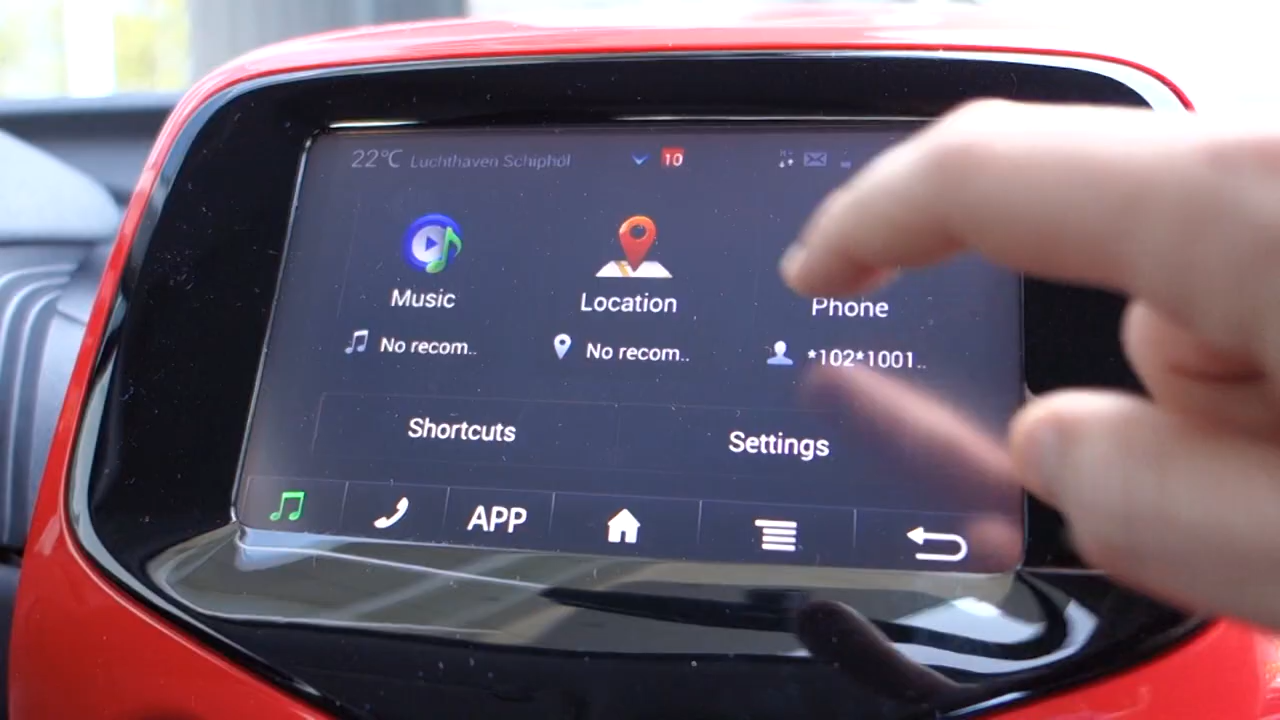 22°C Luchthaven Schiphol 10
Music Location Phone
No recom.. No recom.. *102*1001..
Shortcuts Settings
APP